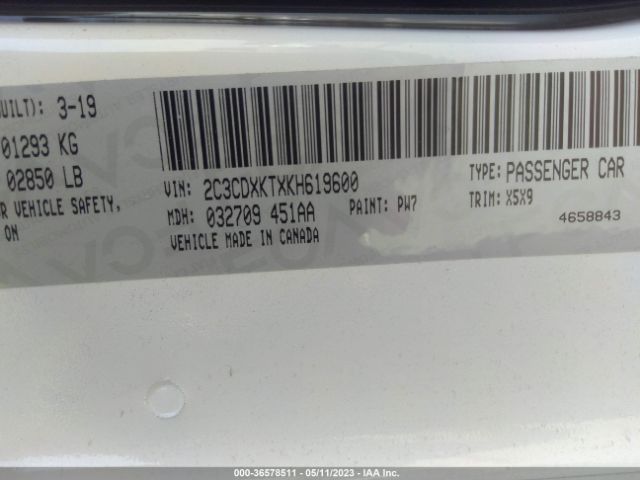 BUILT): 3-19
01293 KG
02850 LB
R VEHICLE SAFETY,
ON
VIN: 2C3CDXKTXKH619600
MDH: 032709 451AA
PAINT: PW7
VEHICLE MADE IN CANADA
TYPE: PASSENGER CAR
TRIM: X5X9
4658843
000-36578511 - 05/11/2023 - IAA Inc.